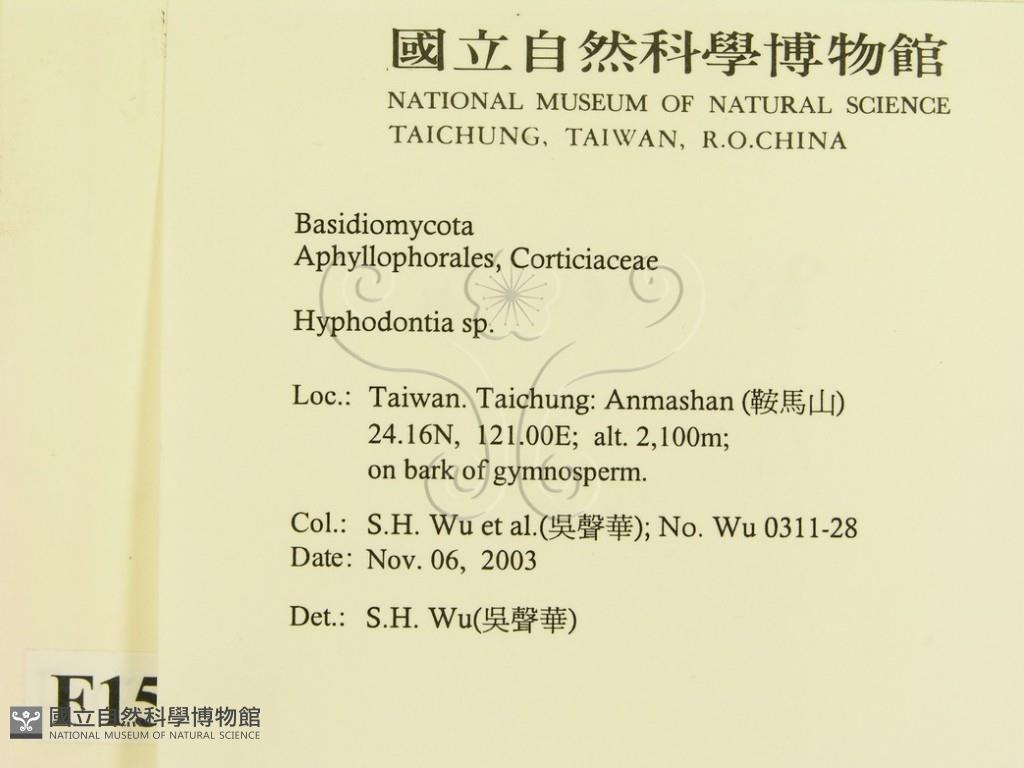 國立自然科學博物館
NATIONAL MUSEUM OF NATURAL SCIENCE
TAICHUNG, TAIWAN, R.O.CHINA
Basidiomycota
Aphyllophorales, Corticiaceae
Hyphodontia sp.
Loc.: Taiwan. Taichung: Anmashan (鞍馬山)
24.16N, 121.00E; alt. 2,100m;
on bark of gymnosperm.
Col.: S.H. Wu et al.(吳聲華); No. Wu 0311-28
Date: Nov. 06, 2003
Det.: S.H. Wu(吳聲華)
F15
國立自然科學博物館
NATIONAL MUSEUM OF NATURAL SCIENCE